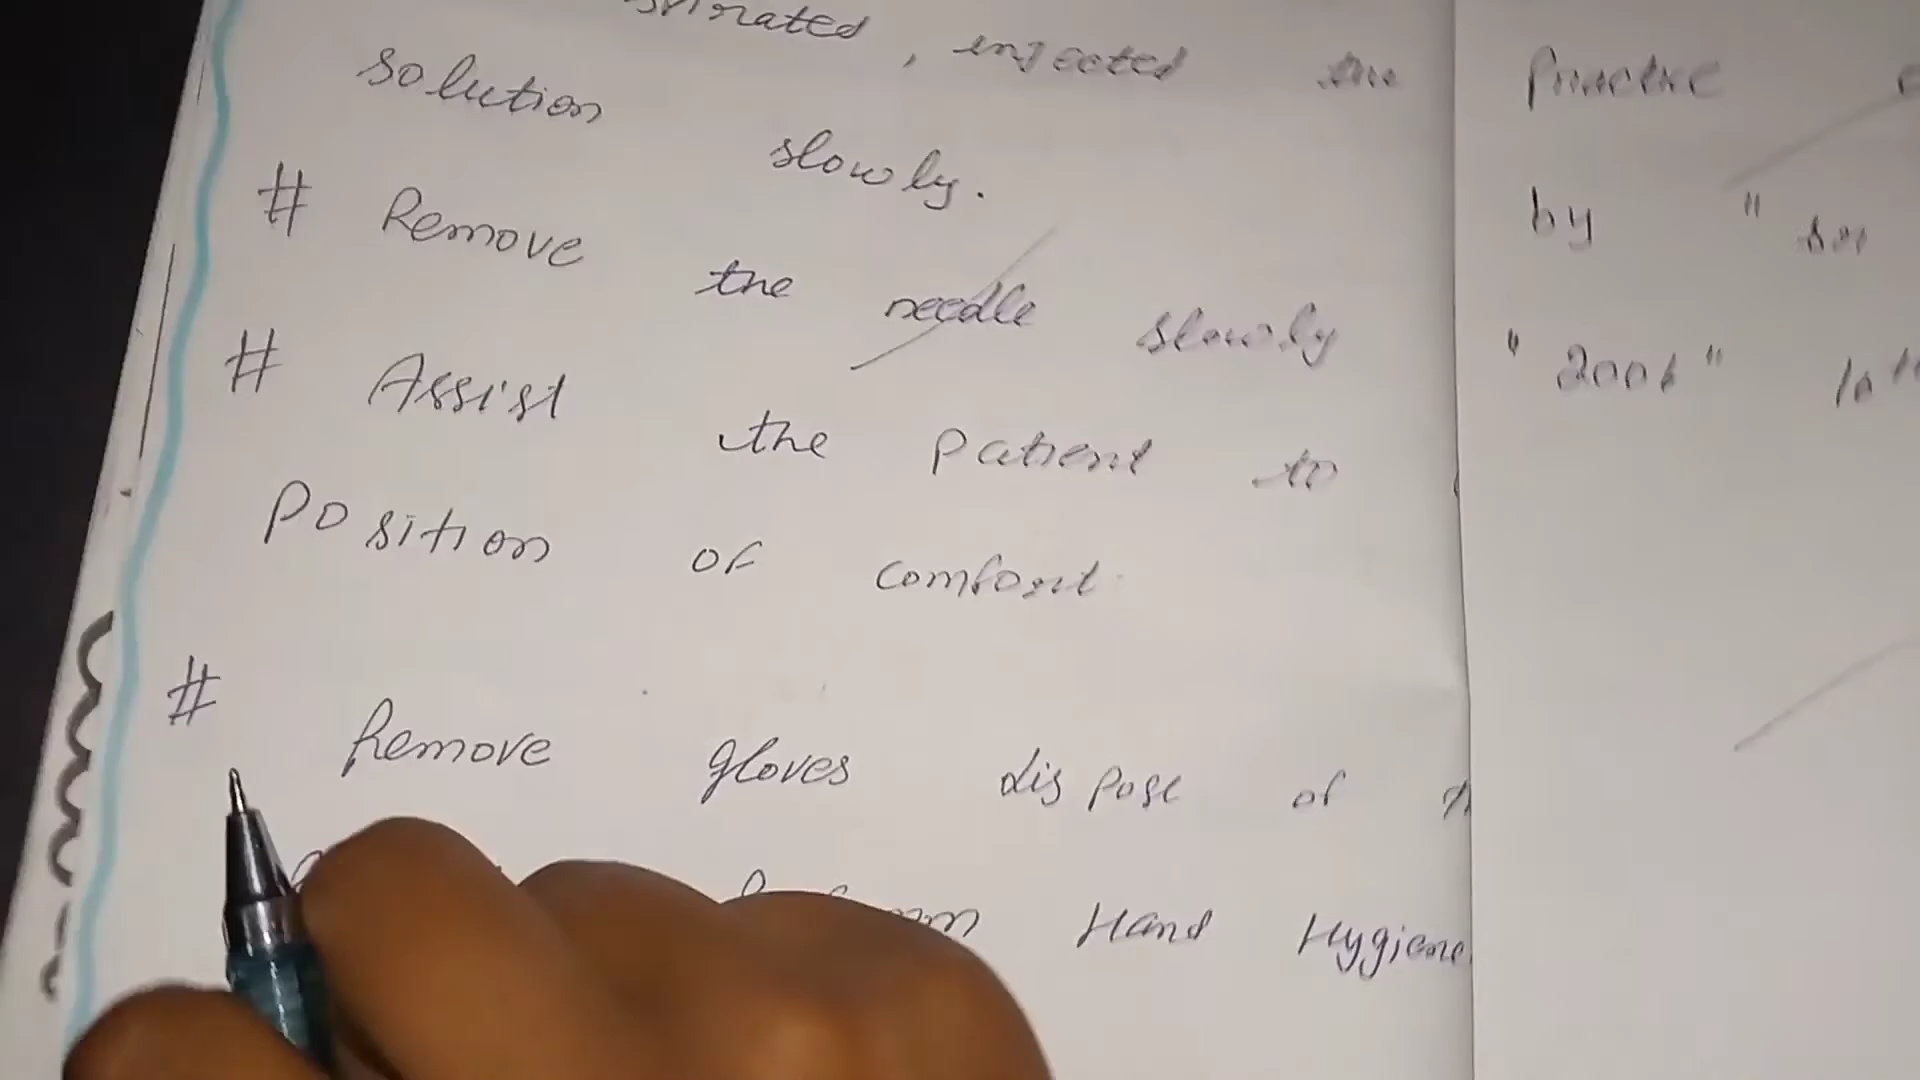 , injected the
solution slowly.
# Remove the needle slowly
# Assist the patient to
Position of comfort
# Remove gloves dispose of
Hand Hygiene
Practice
by "
"2006"